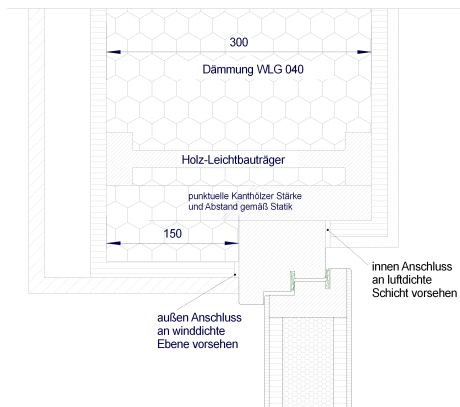 300
Dämmung WLG 040
Holz-Leichtbauträger
punktuelle Kanthölzer Stärke
und Abstand gemäß Statik
150
innen Anschluss
an luftdichte
Schicht vorsehen
außen Anschluss
an winddichte
Ebene vorsehen